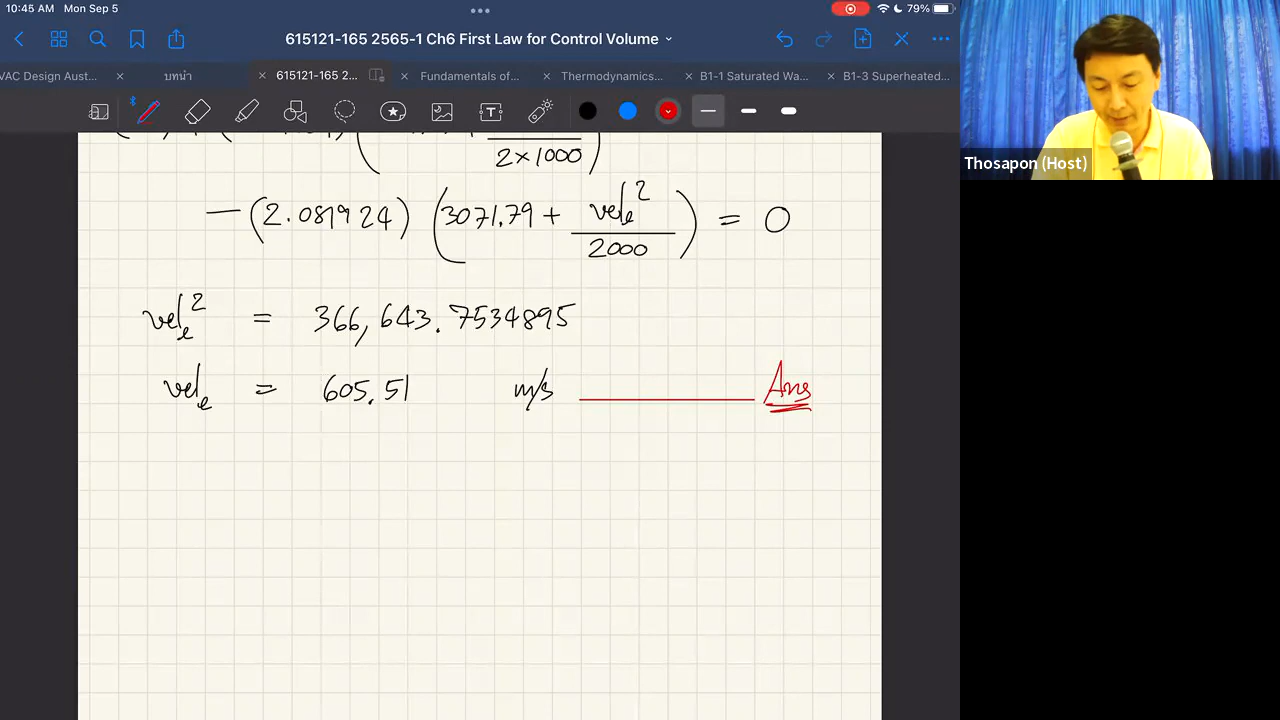 10:45 AM Mon Sep 5
79%
615121-165 2565-1 Ch6 First Law for Control Volume
VAC Design Aust...
บทนำ
615121-165 2...
Fundamentals of...
Thermodynamics...
B1-1 Saturated Wa...
B1-3 Superheated...
Thosapon (Host)
2×1000
— (2.081924) (3071.79 + vel_e^2 / 2000) = 0
vel_e^2 = 366,643.7534895
vel_e = 605.51 m/s Ans